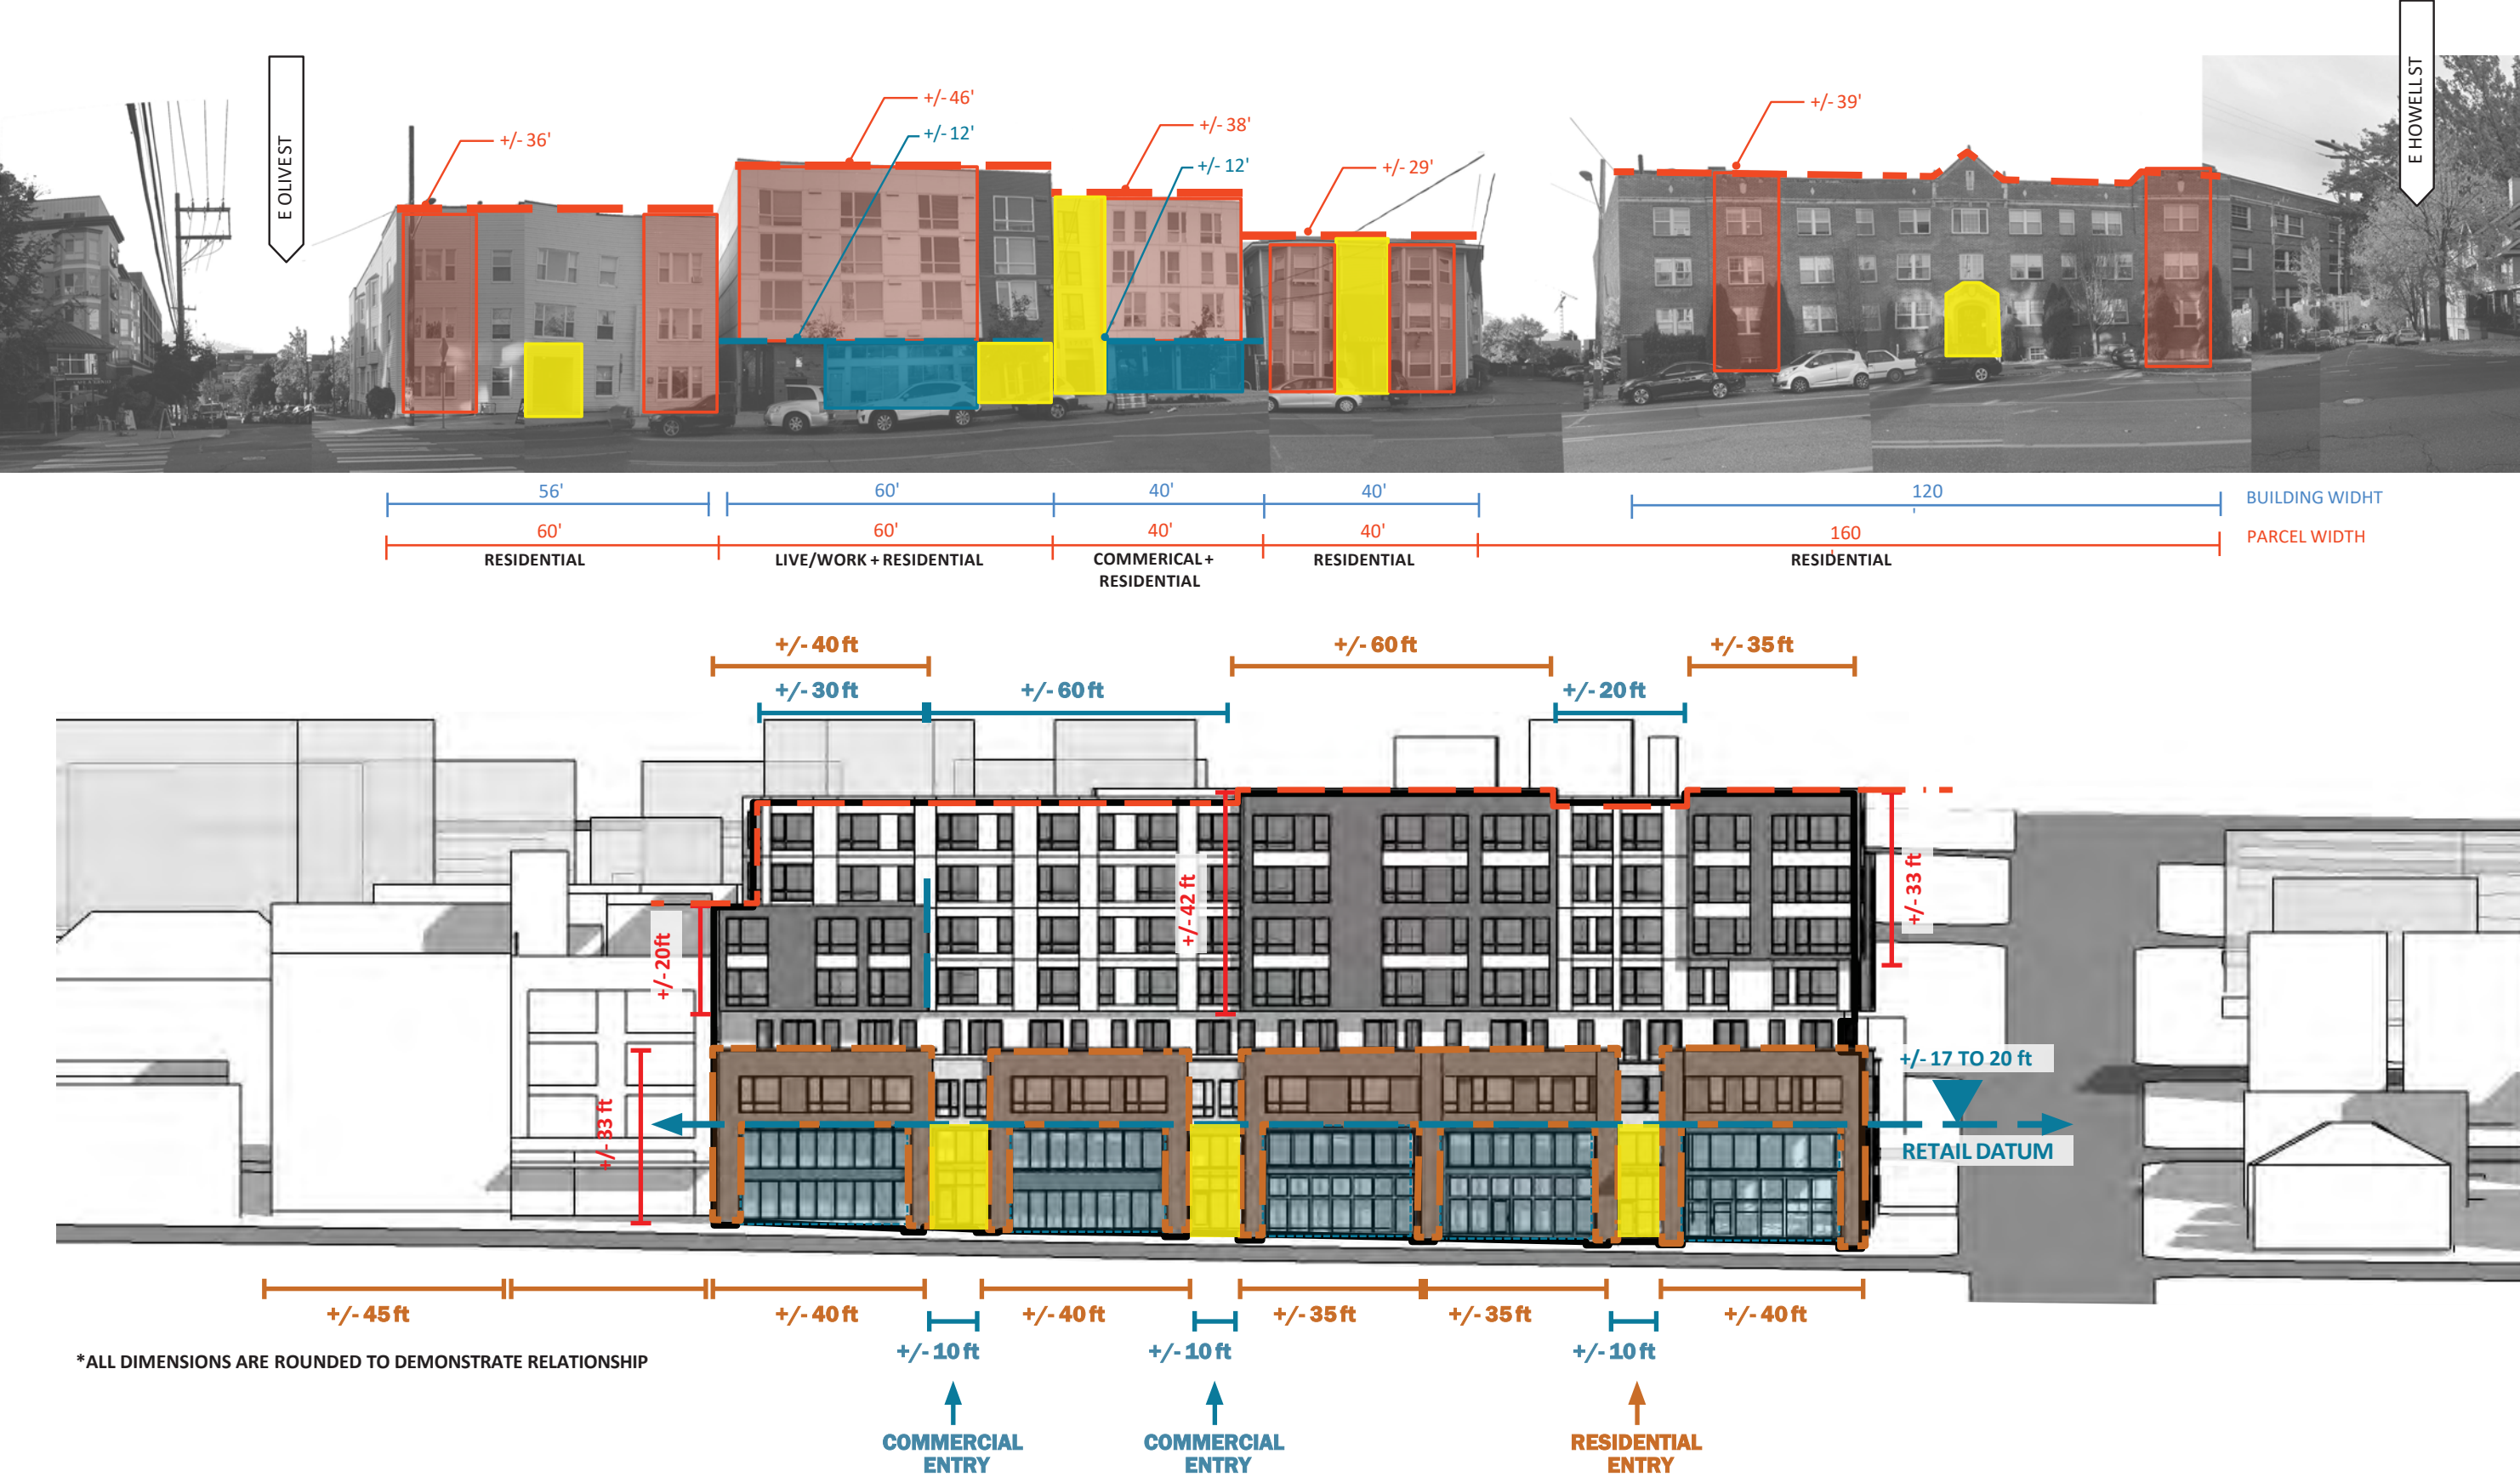 E OLIVE ST
E HOWELL ST
+/- 36'
+/- 46'
+/- 12'
+/- 38'
+/- 12'
+/- 29'
+/- 39'
56'
60'
40'
40'
120
'
BUILDING WIDHT
60'
60'
40'
40'
160
PARCEL WIDTH
RESIDENTIAL
LIVE/WORK + RESIDENTIAL
COMMERICAL +
RESIDENTIAL
RESIDENTIAL
RESIDENTIAL
+/- 40 ft
+/- 60 ft
+/- 35 ft
+/- 30 ft
+/- 60 ft
+/- 20 ft
+/- 20ft
+/- 42 ft
+/- 33 ft
+/- 33 ft
+/- 17 TO 20 ft
RETAIL DATUM
+/- 45 ft
+/- 40 ft
+/- 40 ft
+/- 35 ft
+/- 35 ft
+/- 40 ft
+/- 10 ft
+/- 10 ft
+/- 10 ft
*ALL DIMENSIONS ARE ROUNDED TO DEMONSTRATE RELATIONSHIP
COMMERCIAL
ENTRY
COMMERCIAL
ENTRY
RESIDENTIAL
ENTRY